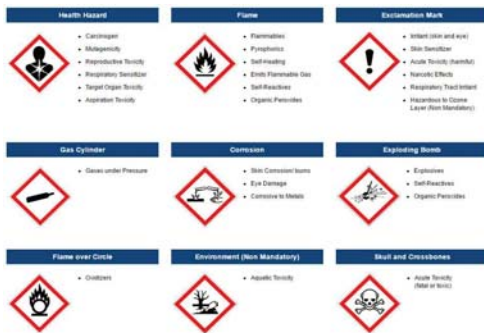 Health Hazard
• Carcinogen
• Mutagenicity
• Reproductive Toxicity
• Respiratory Sensitizer
• Target Organ Toxicity
• Aspiration Toxicity
Flame
• Flammables
• Pyrophorics
• Self-Heating
• Emits Flammable Gas
• Self-Reactives
• Organic Peroxides
Exclamation Mark
• Irritant (skin and eye)
• Skin Sensitizer
• Acute Toxicity (harmful)
• Narcotic Effects
• Respiratory Tract Irritant
• Hazardous to Ozone
Layer (Non Mandatory)
Gas Cylinder
• Gases under Pressure
Corrosion
• Skin Corrosion/ burns
• Eye Damage
• Corrosive to Metals
Exploding Bomb
• Explosives
• Self-Reactives
• Organic Peroxides
Flame over Circle
• Oxidizers
Environment (Non Mandatory)
• Aquatic Toxicity
Skull and Crossbones
• Acute Toxicity
(fatal or toxic)